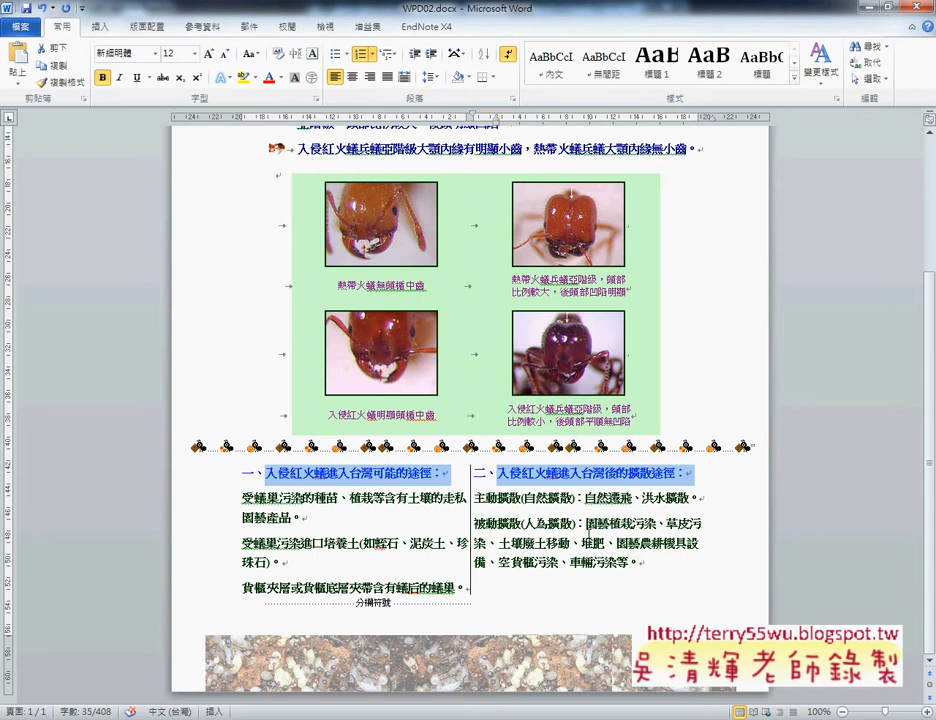 WPD02.docx - Microsoft Word
檔案 常用 插入 版面配置 參考資料 郵件 校閱 檢視 增益集 EndNote X4
貼上 剪下 複製 複製格式
新細明體 12
AaBbCcI AaBbCcI AaBb AaB AaBbC
內文 無間距 標題 1 標題 2 標題
變更樣式
尋找 取代 選取
剪貼簿 字型 段落 樣式 編輯
入侵紅火蟻兵蟻亞階級大顎內緣有明顯小齒，熱帶火蟻兵蟻大顎內緣無小齒。
熱帶火蟻無頭楯中齒
熱帶火蟻兵蟻亞階級，頭部
比例較大，後頭部凹陷明顯
入侵紅火蟻明顯頭楯中齒
入侵紅火蟻兵蟻亞階級，頭部
比例較小，後頭部平順無凹陷
一、入侵紅火蟻進入台灣可能的途徑：
受蟻巢污染的種苗、植栽等含有土壤的走私
園藝產品。
受蟻巢污染進口培養土(如蛭石、泥炭土、珍
珠石)。
貨櫃夾層或貨櫃底層夾帶含有蟻后的蟻巢。
分欄符號
二、入侵紅火蟻進入台灣後的擴散途徑：
主動擴散(自然擴散)：自然遷飛、洪水擴散。
被動擴散(人為擴散)：園藝植栽污染、草皮污
染、土壤廢土移動、堆肥、園藝農耕機具設
備、空貨櫃污染、車輛污染等。
http://terry55wu.blogspot.tw
吳清輝老師錄製
頁面: 1/1 字數: 35/408 中文 (台灣) 插入 100%